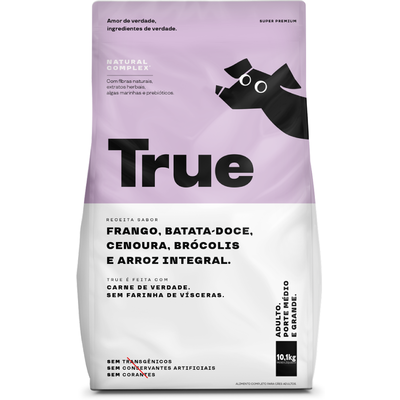 Amor de verdade,
ingredientes de verdade.
SUPER PREMIUM
NATURAL
COMPLEX
Com fibras naturais,
extratos herbais,
algas marinhas e prebióticos.
True
RECEITA SABOR
FRANGO, BATATA-DOCE,
CENOURA, BRÓCOLIS
E ARROZ INTEGRAL.
TRUE É FEITA COM
CARNE DE VERDADE.
SEM FARINHA DE VÍSCERAS.
ADULTO.
PORTE MÉDIO
E GRANDE.
10,1kg
SEM TRANSGÊNICOS
SEM CONSERVANTES ARTIFICIAIS
SEM CORANTES